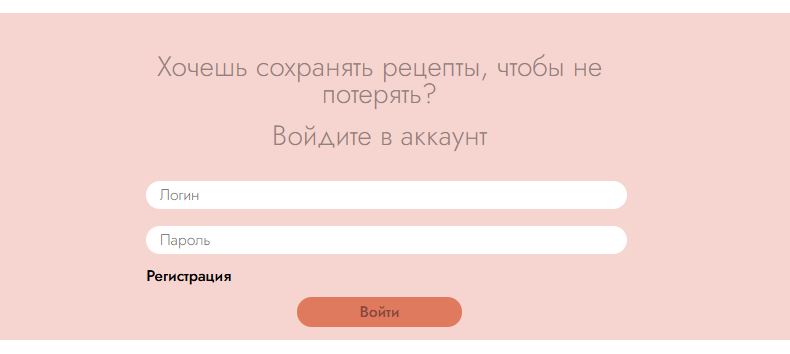 Хочешь сохранять рецепты, чтобы не
потерять?
Войдите в аккаунт
Логин
Пароль
Регистрация
Войти